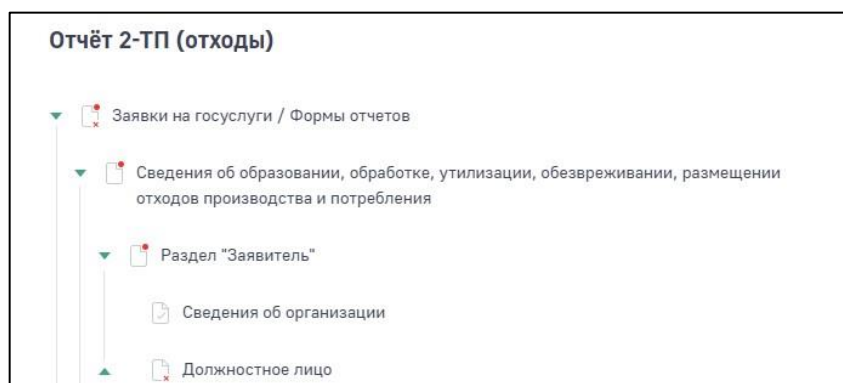 Отчёт 2-ТП (отходы)
Заявки на госуслуги / Формы отчетов
Сведения об образовании, обработке, утилизации, обезвреживании, размещении
отходов производства и потребления
Раздел "Заявитель"
Сведения об организации
Должностное лицо